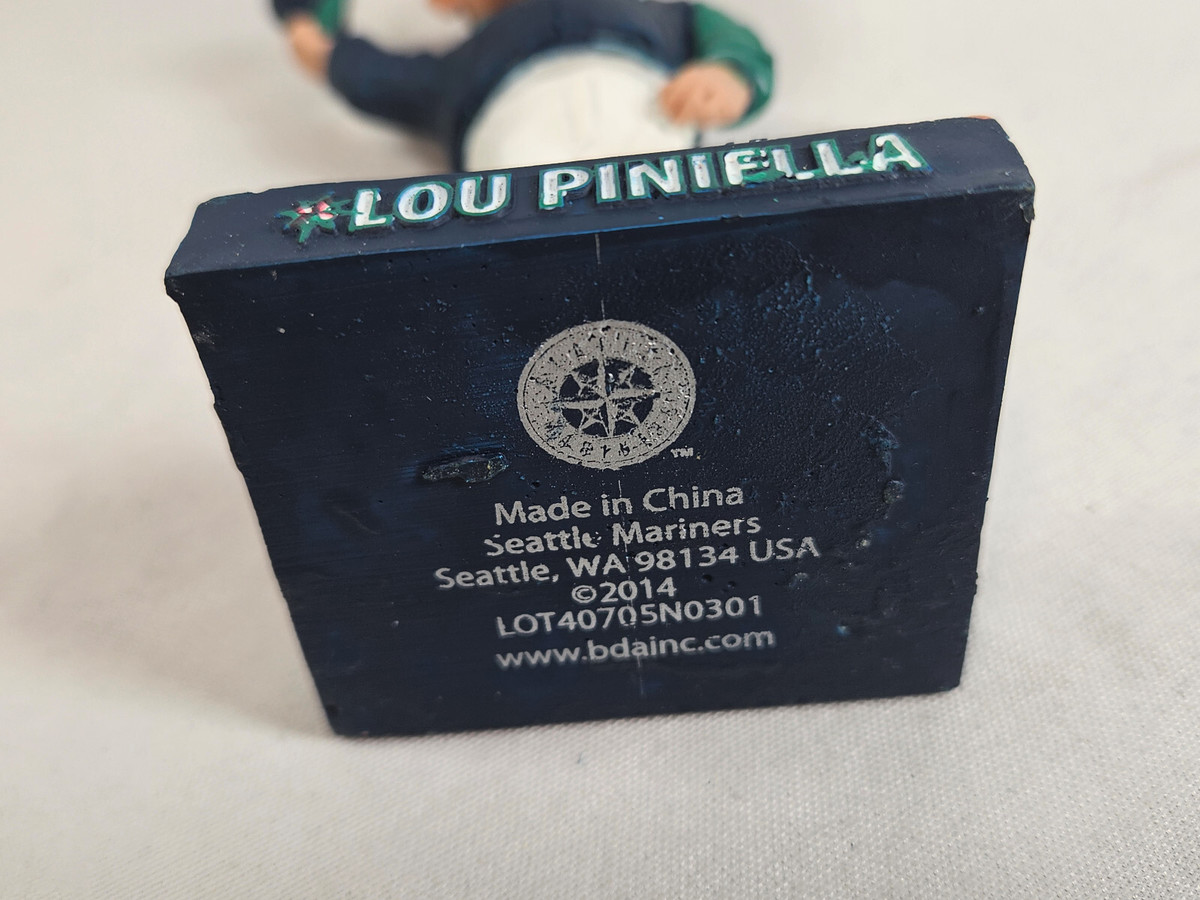 LOU PINIELLA
TM
Made in China
Seattle Mariners
Seattle, WA 98134 USA
©2014
LOT40705N0301
www.bdainc.com